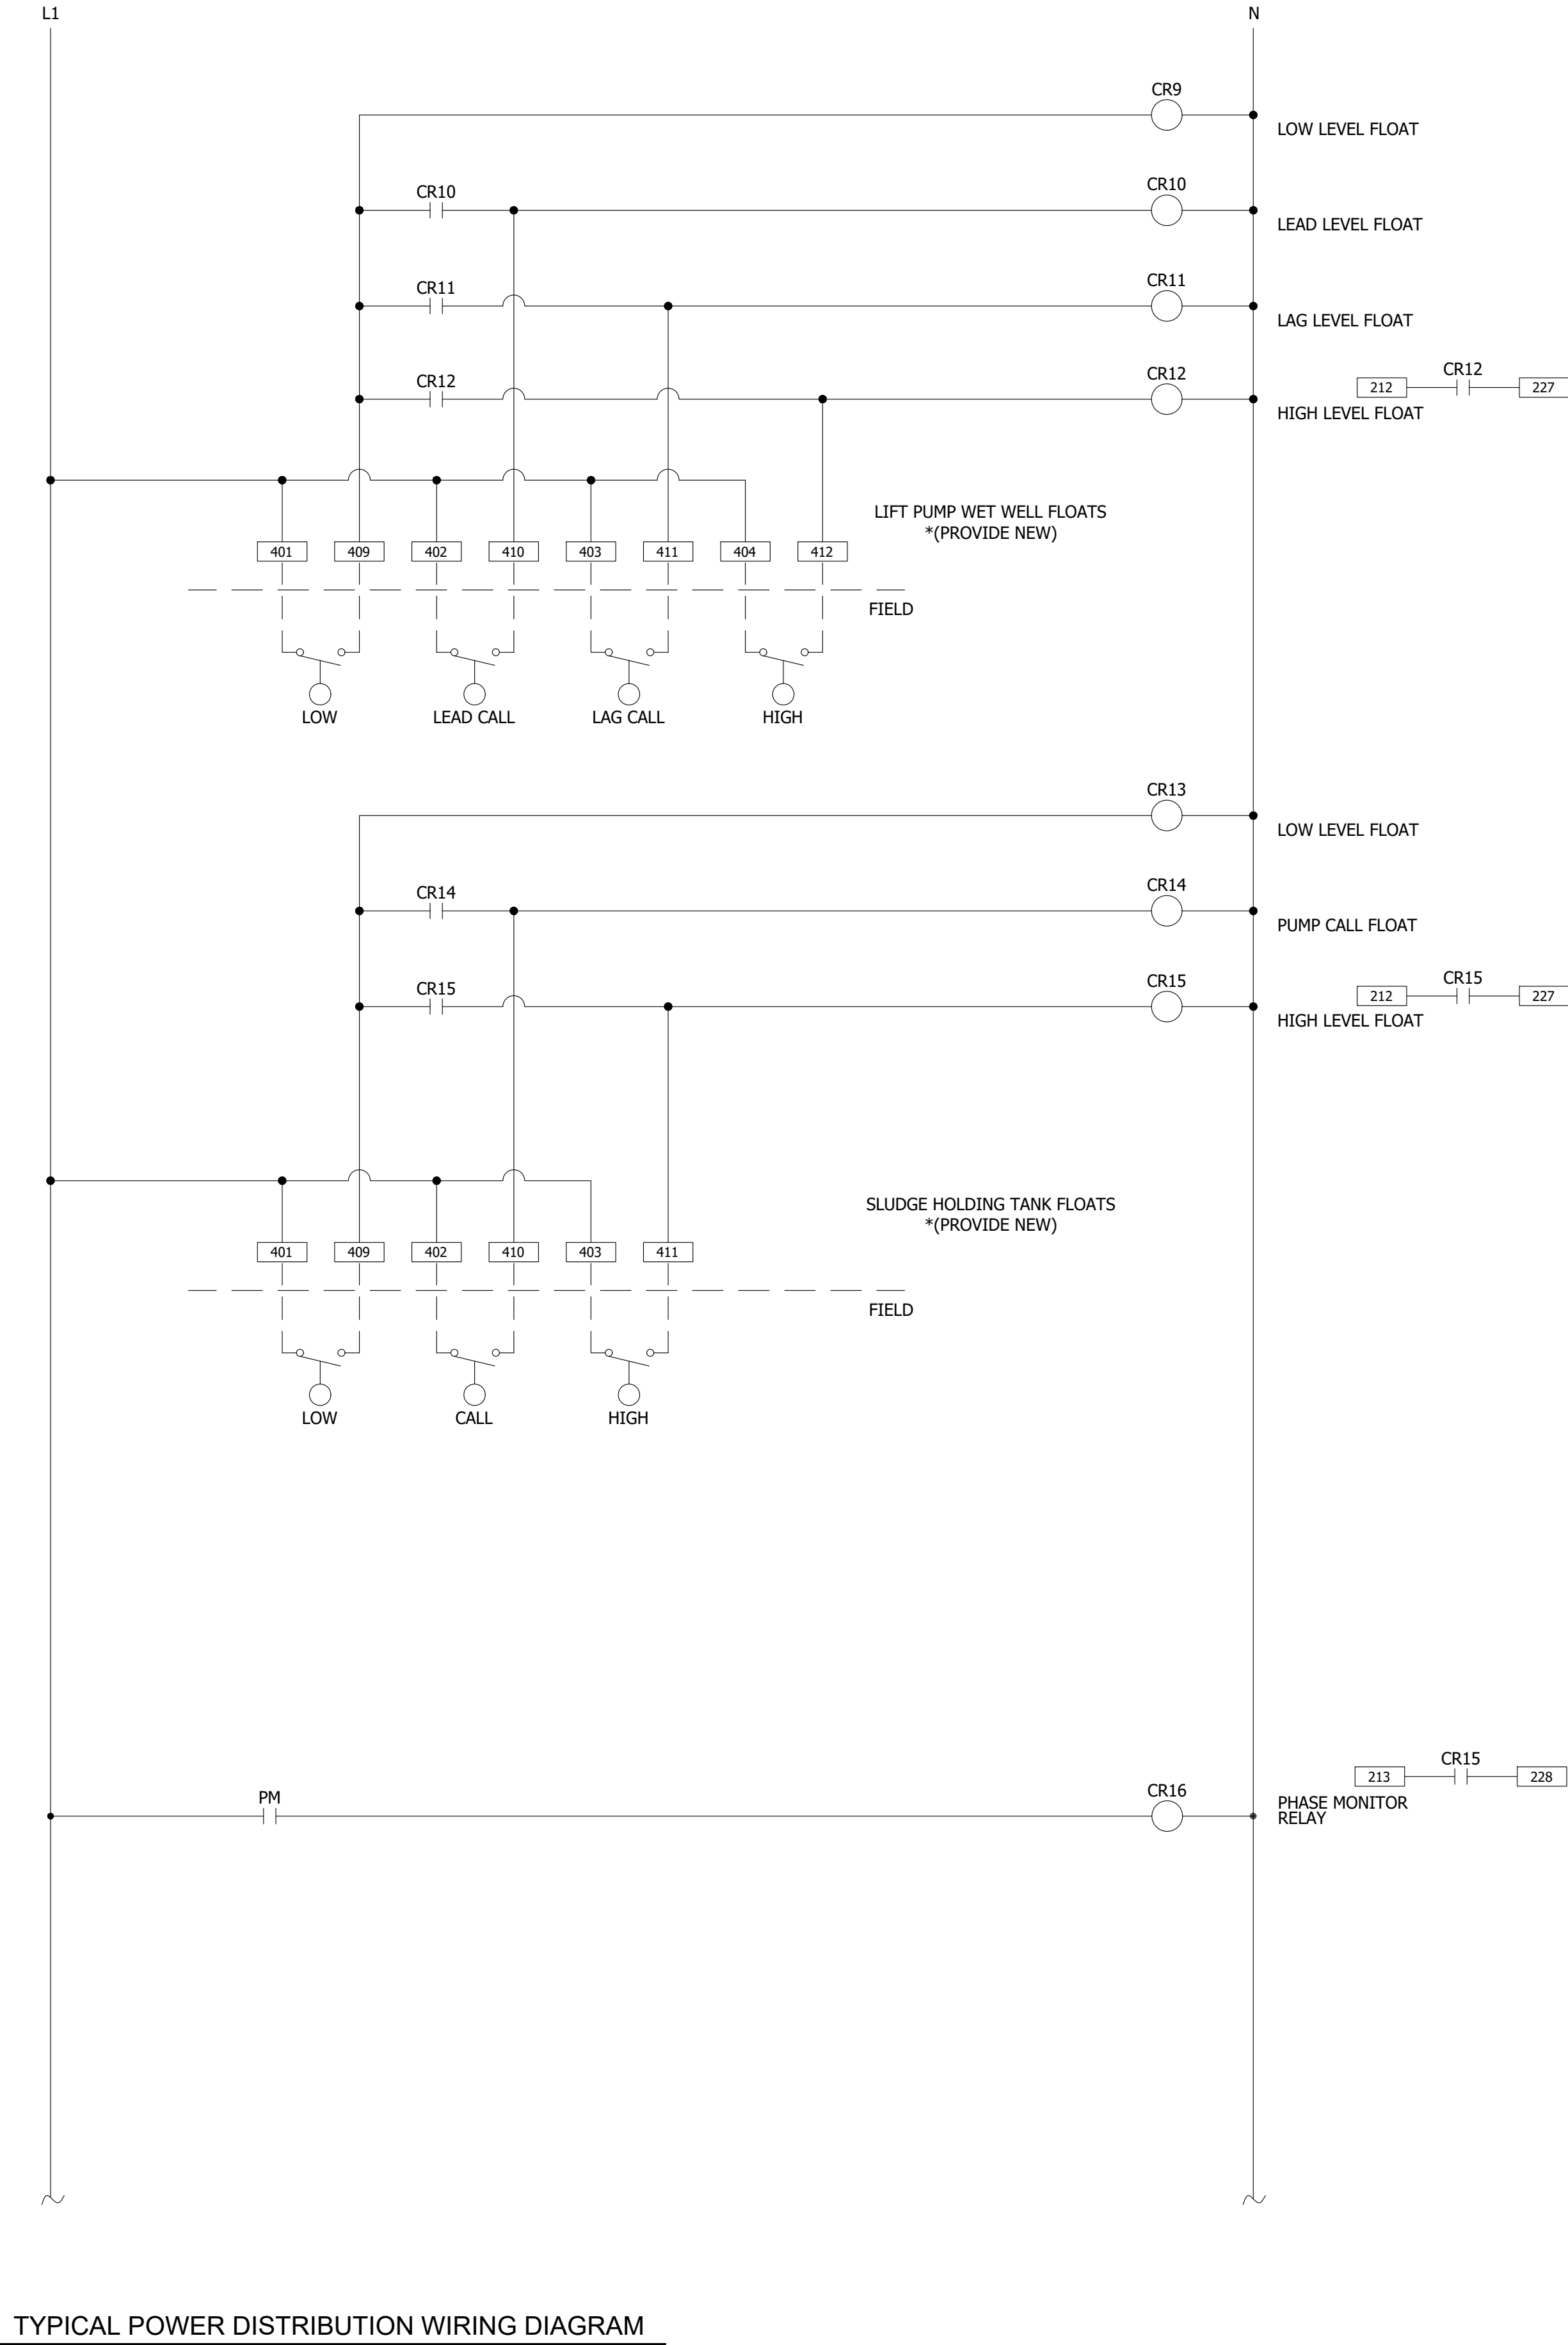 L1
N
CR9
LOW LEVEL FLOAT
CR10
CR10
LEAD LEVEL FLOAT
CR11
CR11
LAG LEVEL FLOAT
CR12
CR12
212
CR12
227
HIGH LEVEL FLOAT
LIFT PUMP WET WELL FLOATS
*(PROVIDE NEW)
401
409
402
410
403
411
404
412
FIELD
LOW
LEAD CALL
LAG CALL
HIGH
CR13
LOW LEVEL FLOAT
CR14
CR14
PUMP CALL FLOAT
CR15
CR15
212
CR15
227
HIGH LEVEL FLOAT
SLUDGE HOLDING TANK FLOATS
*(PROVIDE NEW)
401
409
402
410
403
411
FIELD
LOW
CALL
HIGH
213
CR15
228
PM
CR16
PHASE MONITOR
RELAY
TYPICAL POWER DISTRIBUTION WIRING DIAGRAM